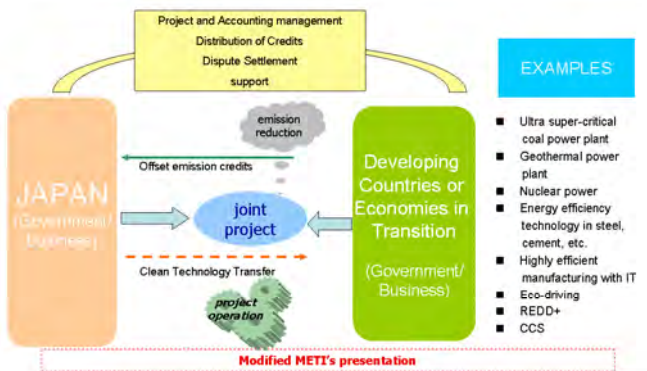 Project and Accounting management
Distribution of Credits
Dispute Settlement
support
JAPAN
(Government/
business)
emission
reduction
Offset emission credits
joint
project
Clean Technology Transfer
project
operation
Developing
Countries or
Economies in
Transition
(Government/
Business)
EXAMPLES
■ Ultra super-critical
coal power plant
■ Geothermal power
plant
■ Nuclear power
■ Energy efficiency
technology in steel,
cement, etc.
■ Highly efficient
manufacturing with IT
■ Eco-driving
■ REDD+
■ CCS
Modified METI's presentation